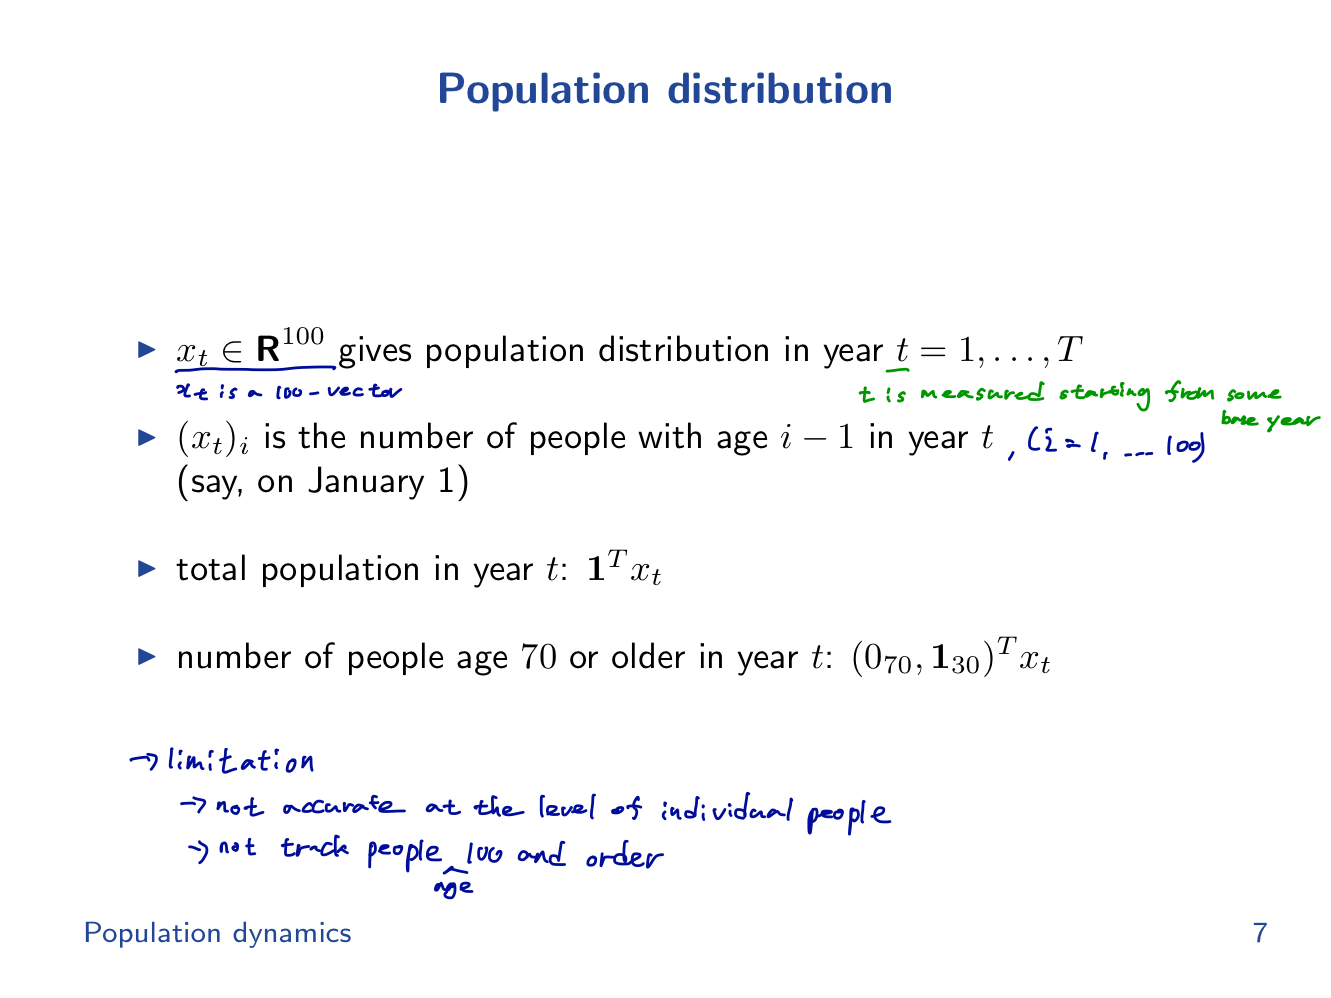 Population distribution
▶ x_t ∈ R^100 gives population distribution in year t = 1, . . . , T
x_t is a 100-vector
t is measured starting from some
base year
▶ (x_t)_i is the number of people with age i − 1 in year t , (i = 1, --- 100)
(say, on January 1)
▶ total population in year t: 1^T x_t
▶ number of people age 70 or older in year t: (0_70, 1_30)^T x_t
→ limitation
→ not accurate at the level of individual people
→ not track people 100 and order
age
Population dynamics 7